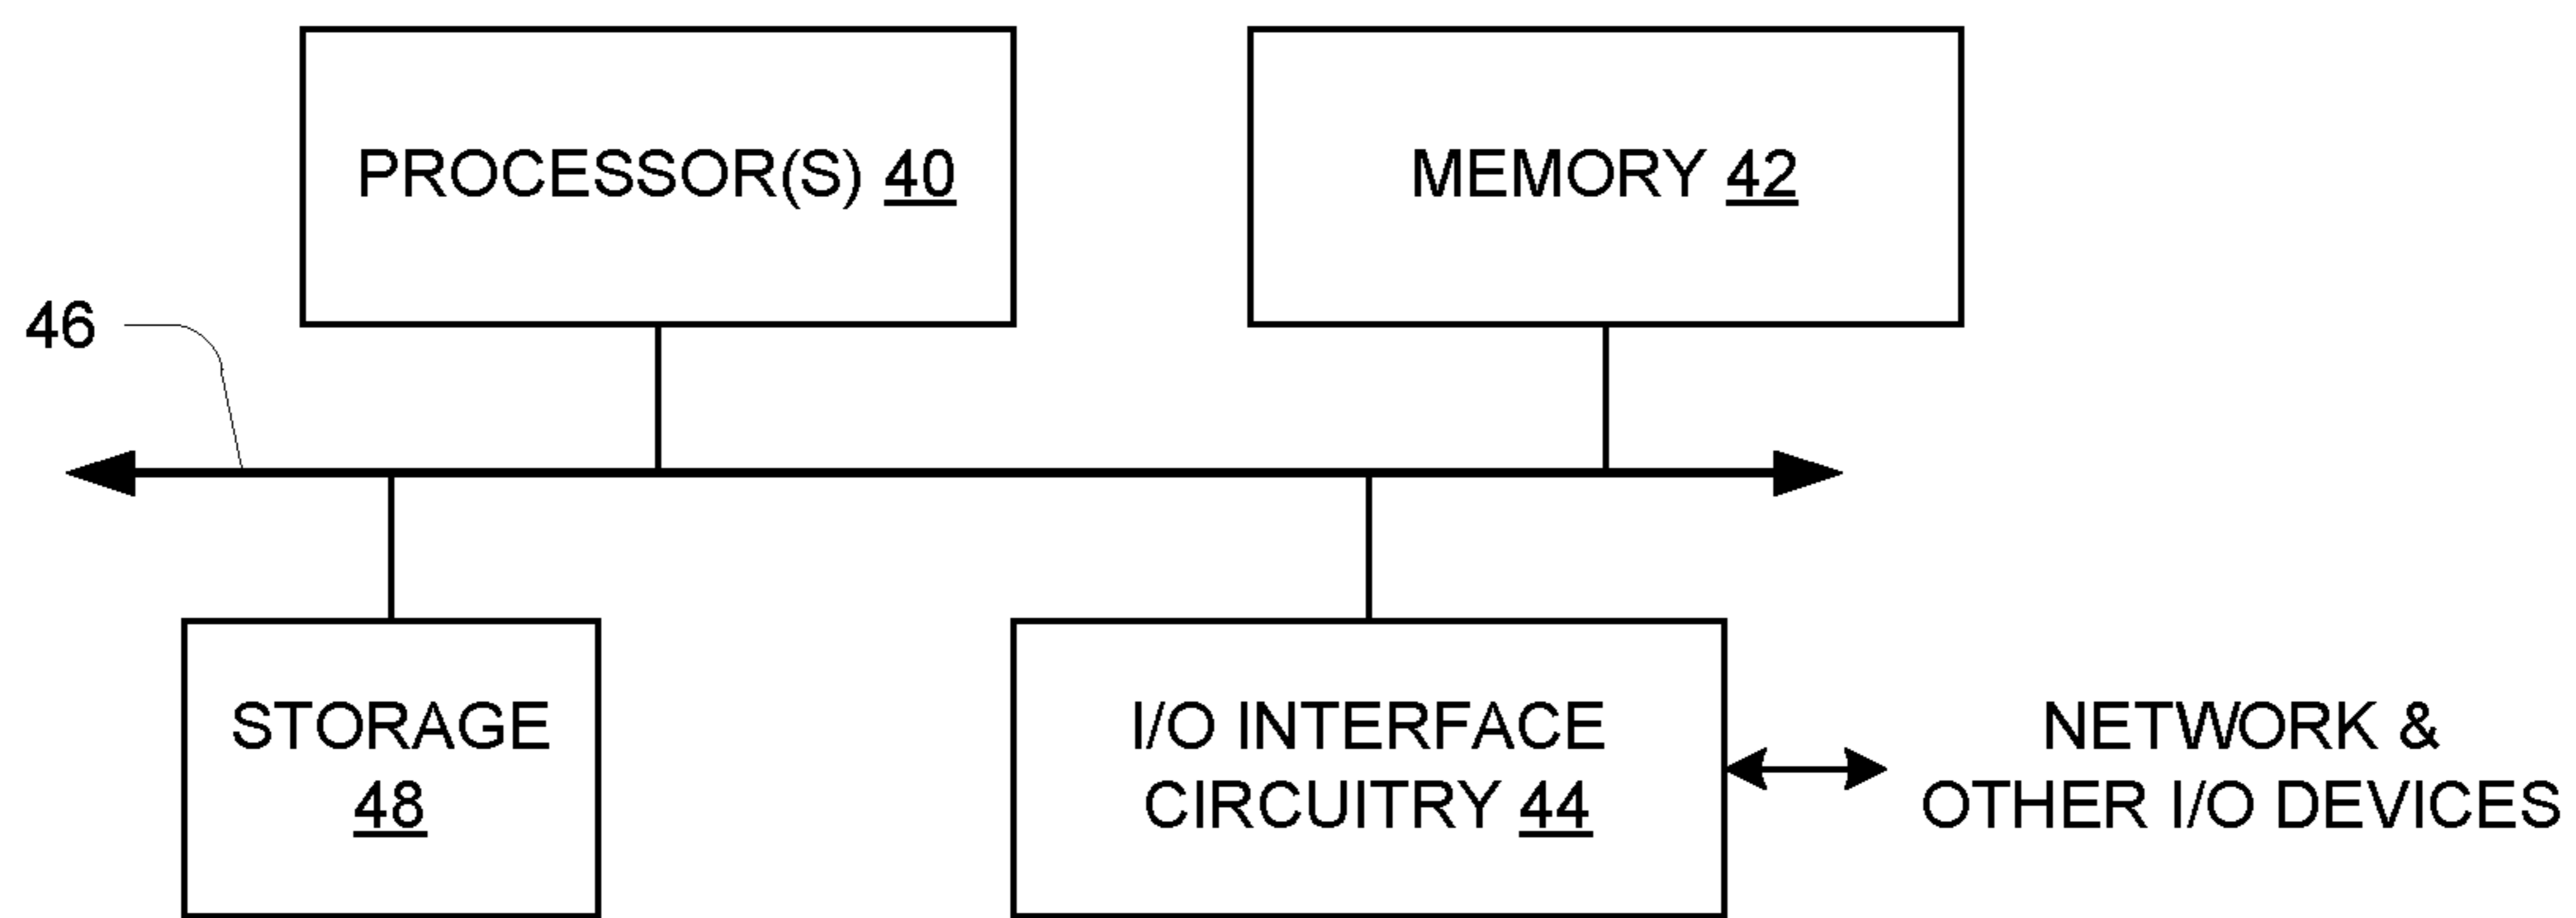 PROCESSOR(S) 40
MEMORY 42
46
STORAGE
48
I/O INTERFACE
CIRCUITRY 44
NETWORK &
OTHER I/O DEVICES